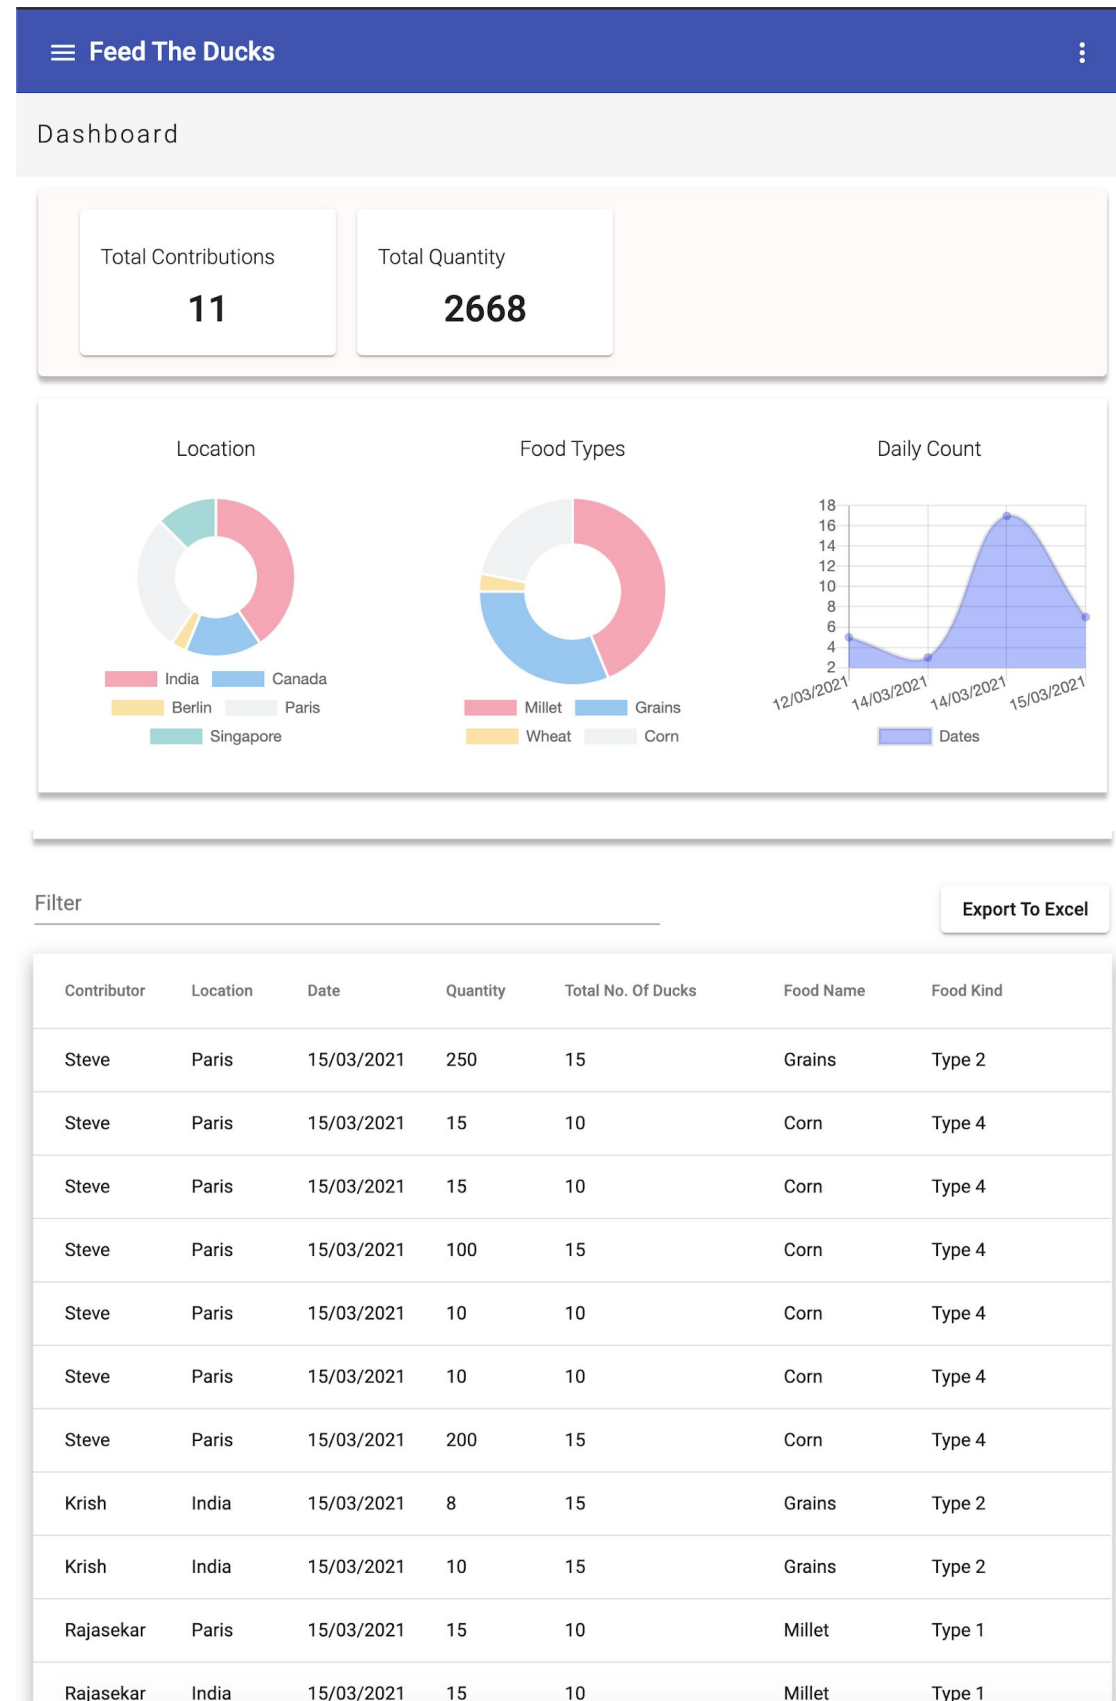 Feed The Ducks
Dashboard
Total Contributions
11
Total Quantity
2668
Location
India Canada
Berlin Paris
Singapore
Food Types
Millet Grains
Wheat Corn
Daily Count
18
16
14
12
10
8
6
4
2
12/03/2021 14/03/2021 14/03/2021 15/03/2021
Dates
Filter
Export To Excel
Contributor Location Date Quantity Total No. Of Ducks Food Name Food Kind
Steve Paris 15/03/2021 250 15 Grains Type 2
Steve Paris 15/03/2021 15 10 Corn Type 4
Steve Paris 15/03/2021 15 10 Corn Type 4
Steve Paris 15/03/2021 100 15 Corn Type 4
Steve Paris 15/03/2021 10 10 Corn Type 4
Steve Paris 15/03/2021 10 10 Corn Type 4
Steve Paris 15/03/2021 200 15 Corn Type 4
Krish India 15/03/2021 8 15 Grains Type 2
Krish India 15/03/2021 10 15 Grains Type 2
Rajasekar Paris 15/03/2021 15 10 Millet Type 1
Rajasekar India 15/03/2021 15 10 Millet Type 1